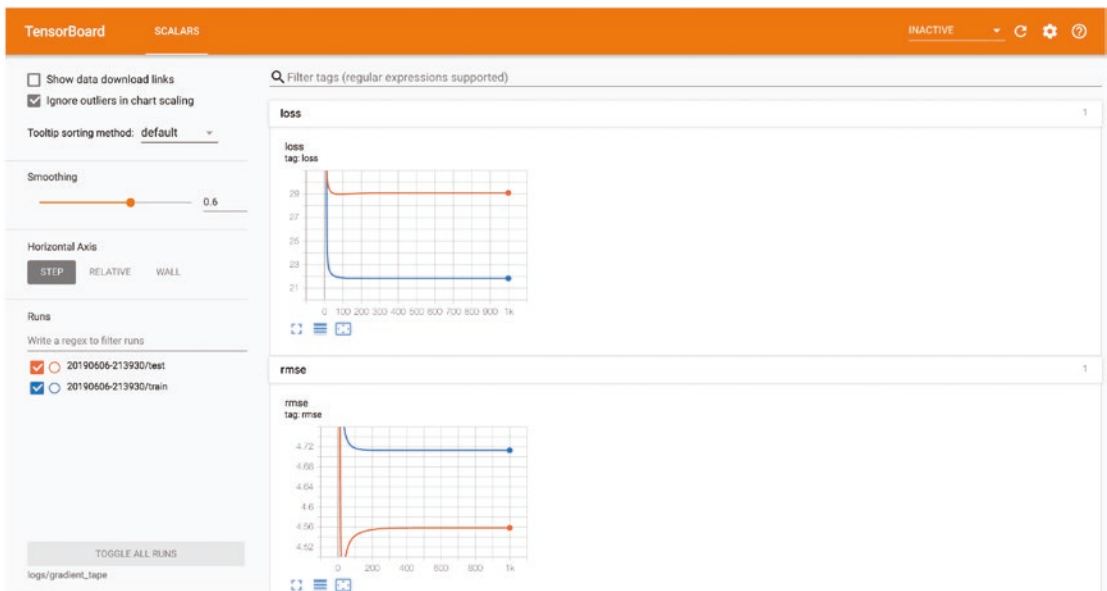 TensorBoard SCALARS INACTIVE
Show data download links
Ignore outliers in chart scaling
Tooltip sorting method: default
Smoothing
0.6
Horizontal Axis
STEP RELATIVE WALL
Runs
Write a regex to filter runs
20190606-213930/test
20190606-213930/train
TOGGLE ALL RUNS
logs/gradient_tape
Filter tags (regular expressions supported)
loss 1
loss
tag: loss
29
27
25
23
21
0 100 200 300 400 500 600 700 800 900 1k
rmse 1
rmse
tag: rmse
4.72
4.68
4.64
4.6
4.56
4.52
0 200 400 600 800 1k